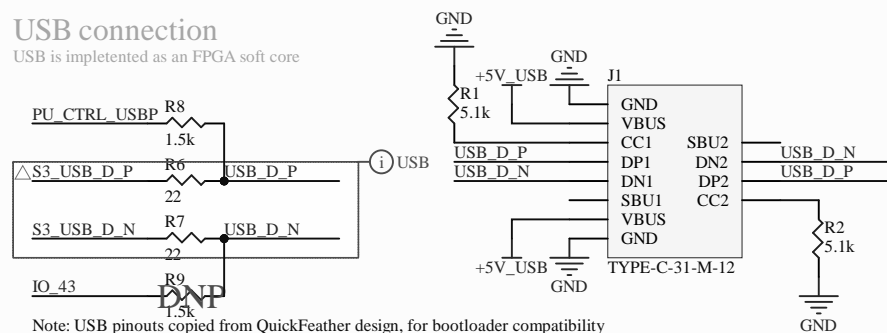 USB connection
USB is impletented as an FPGA soft core
PU_CTRL_USBP
R8
1.5k
S3_USB_D_P
R6
22
USB_D_P
i USB
S3_USB_D_N
R7
22
USB_D_N
IO_43
R9
DNP
1.5k
Note: USB pinouts copied from QuickFeather design, for bootloader compatibility
GND
R1
5.1k
+5V_USB
GND
J1
GND
VBUS
CC1
SBU2
USB_D_P
DP1
DN2
USB_D_N
USB_D_N
DN1
DP2
USB_D_P
SBU1
CC2
VBUS
GND
+5V_USB
GND
TYPE-C-31-M-12
R2
5.1k
GND